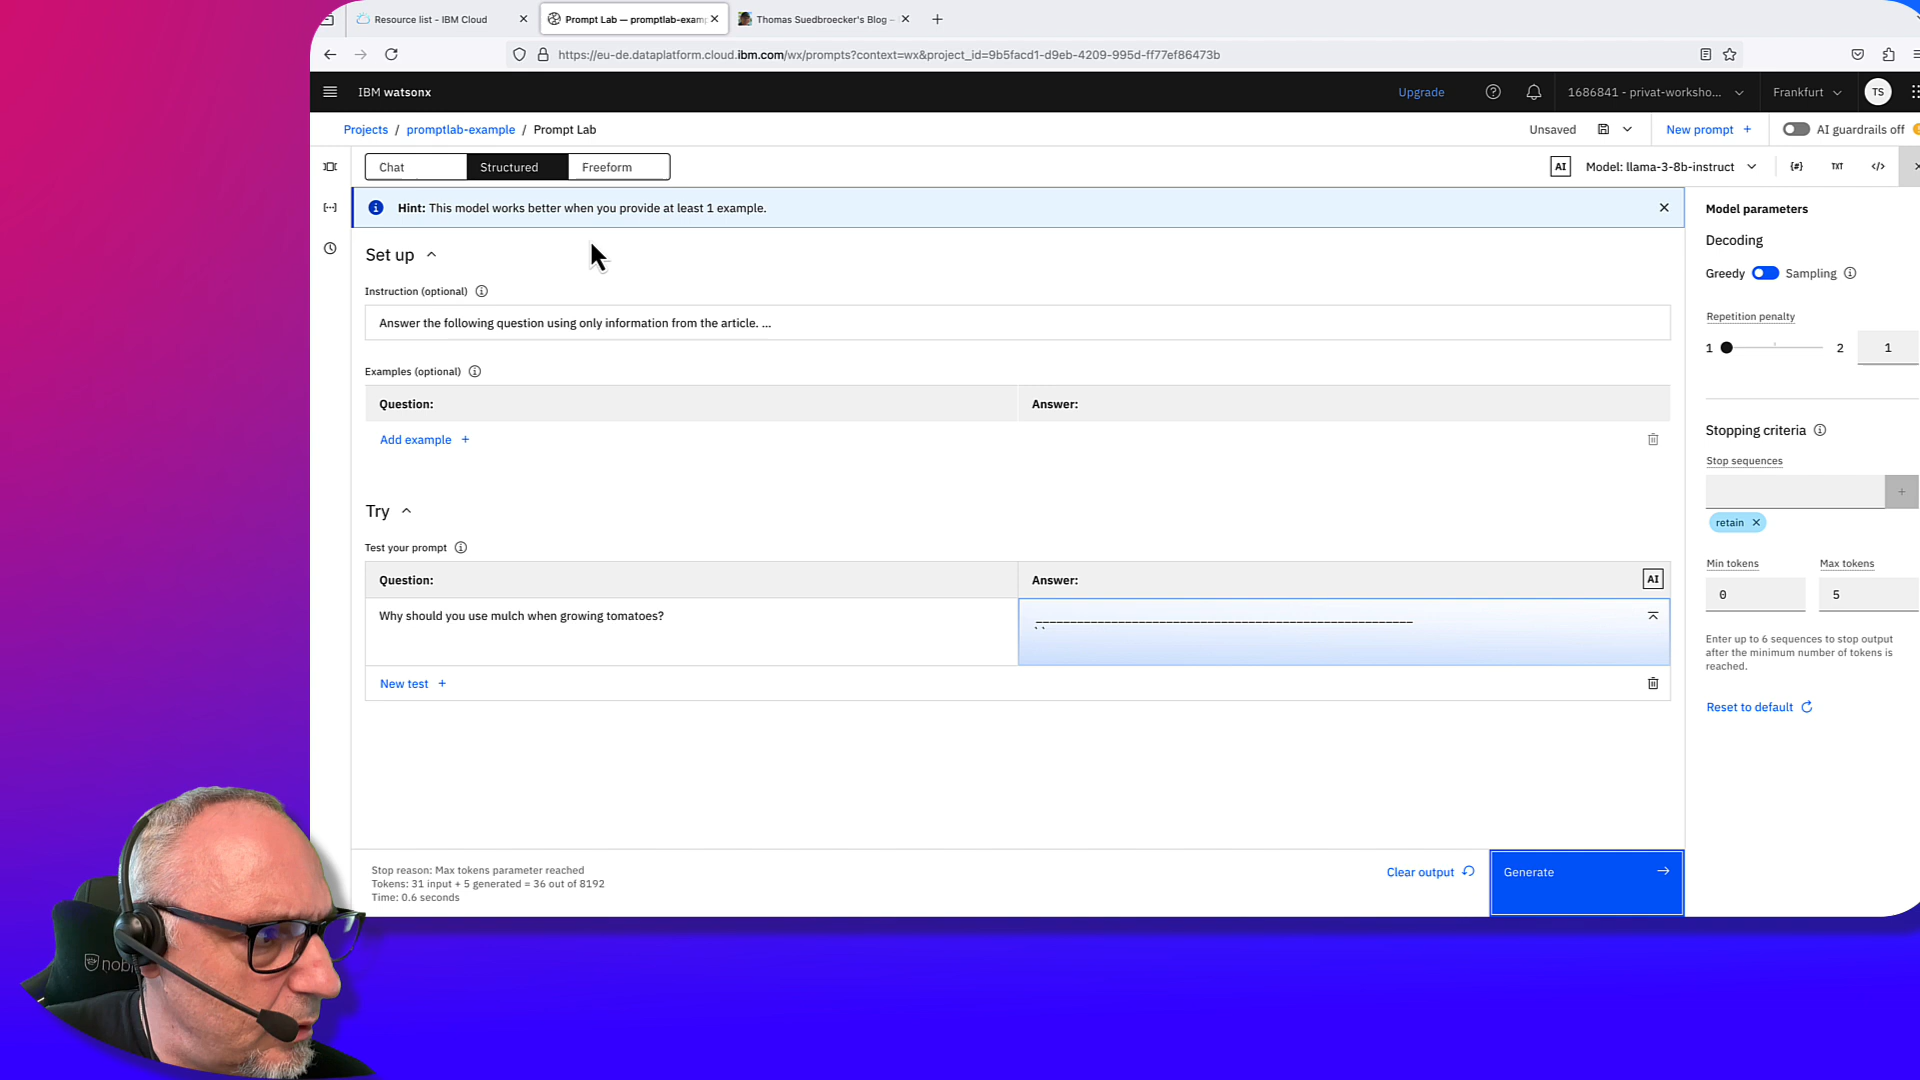 Resource list - IBM Cloud
Prompt Lab — promptlab-exam
Thomas Suedbroecker's Blog –
https://eu-de.dataplatform.cloud.ibm.com/wx/prompts?context=wx&project_id=9b5facd1-d9eb-4209-995d-ff77ef86473b
IBM watsonx
Upgrade
1686841 - privat-worksho...
Frankfurt
TS
Projects / promptlab-example / Prompt Lab
Unsaved
New prompt +
AI guardrails off
Chat
Structured
Freeform
AI
Model: llama-3-8b-instruct
{#}
TXT
</>
Hint: This model works better when you provide at least 1 example.
Set up
Instruction (optional)
Answer the following question using only information from the article. ...
Examples (optional)
Question:
Answer:
Add example +
Try
Test your prompt
Question:
Answer:
AI
Why should you use mulch when growing tomatoes?
New test +
Stop reason: Max tokens parameter reached
Tokens: 31 input + 5 generated = 36 out of 8192
Time: 0.6 seconds
Clear output
Generate
Model parameters
Decoding
Greedy
Sampling
Repetition penalty
1
2
1
Stopping criteria
Stop sequences
+
retain ×
Min tokens
Max tokens
0
5
Enter up to 6 sequences to stop output
after the minimum number of tokens is
reached.
Reset to default